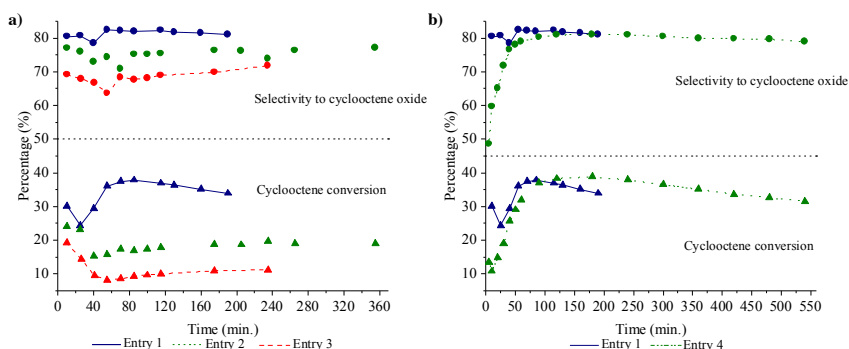 a)
Percentage (%)
80
70
60
50
40
30
20
10
Selectivity to cyclooctene oxide
Cyclooctene conversion
0 40 80 120 160 200 240 280 320 360
Time (min.)
Entry 1 Entry 2 Entry 3
b)
Percentage (%)
80
70
60
50
40
30
20
10
Selectivity to cyclooctene oxide
Cyclooctene conversion
0 50 100 150 200 250 300 350 400 450 500 550
Time (min.)
Entry 1 Entry 4